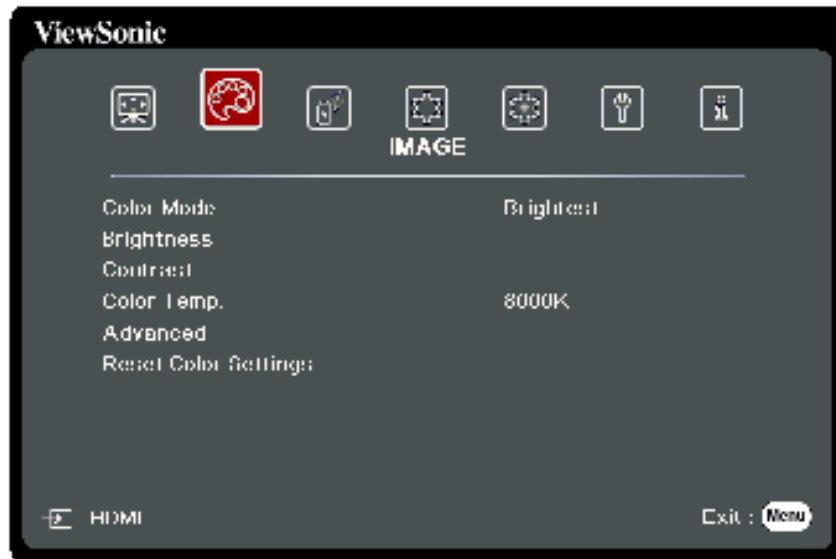 ViewSonic
IMAGE
Color Mode Brightest
Brightness
Contrast
Color Temp. 8000K
Advanced
Reset Color Settings
HDMI Exit : Menu